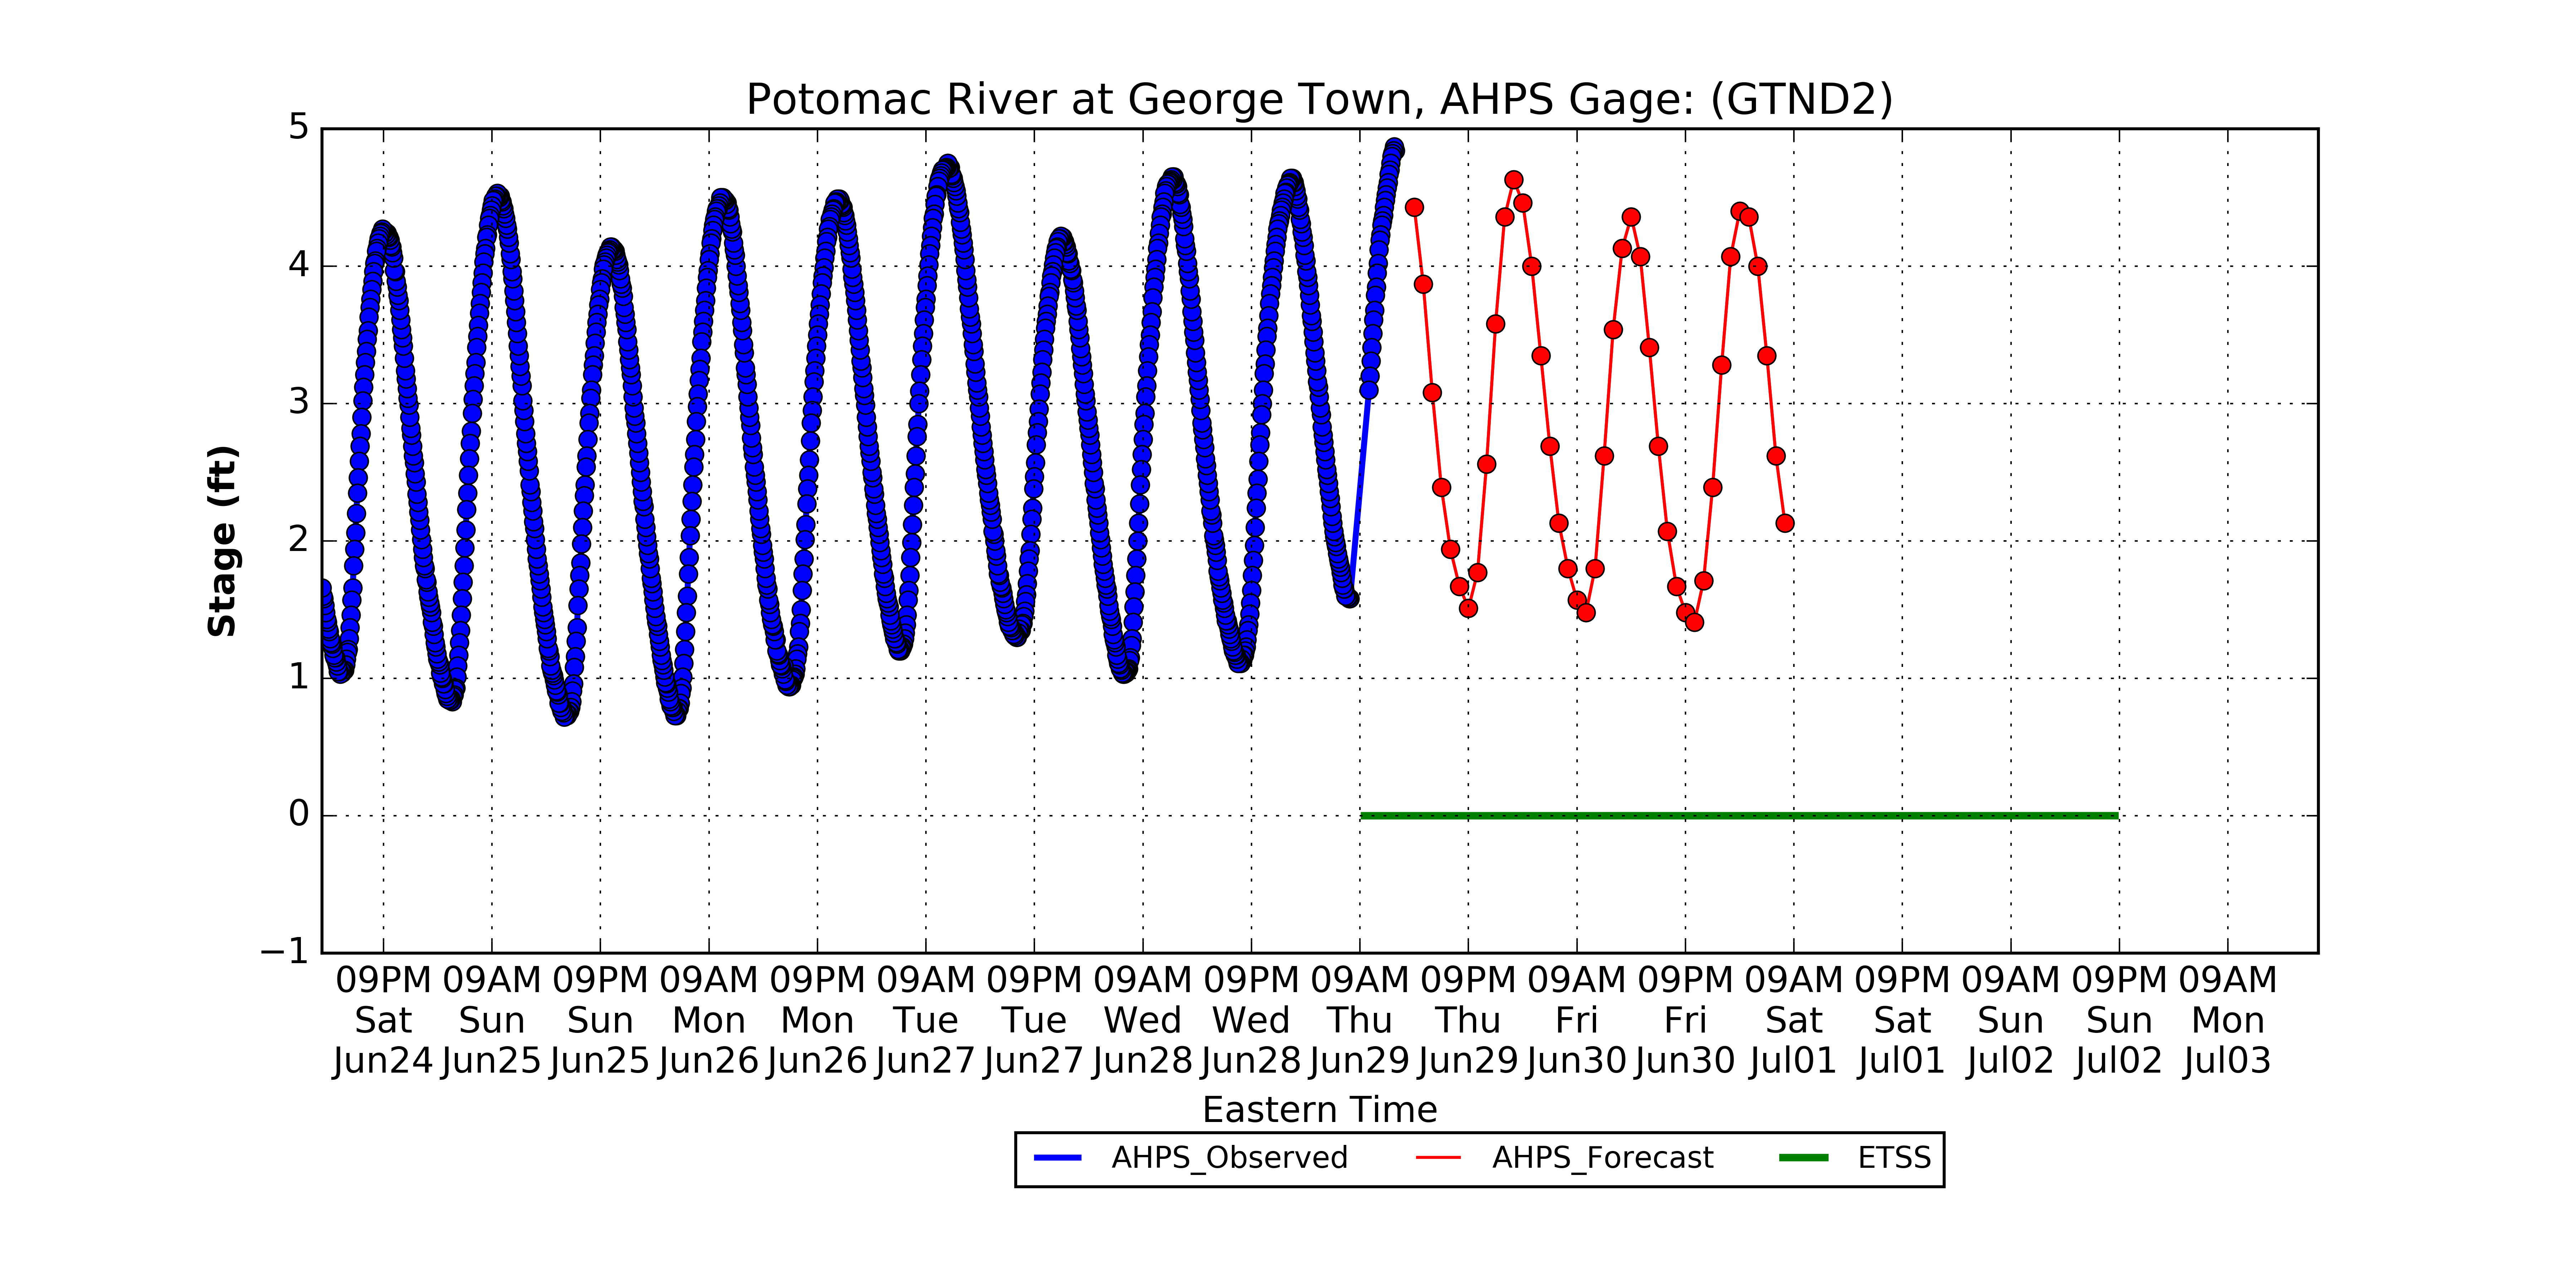 Potomac River at George Town, AHPS Gage: (GTND2)
Stage (ft)
5
4
3
2
1
0
−1
09PM 09AM 09PM 09AM 09PM 09AM 09PM 09AM 09PM 09AM 09PM 09AM 09PM 09AM 09PM 09AM 09PM 09AM
Sat Sun Sun Mon Mon Tue Tue Wed Wed Thu Thu Fri Fri Sat Sat Sun Sun Mon
Jun24 Jun25 Jun25 Jun26 Jun26 Jun27 Jun27 Jun28 Jun28 Jun29 Jun29 Jun30 Jun30 Jul01 Jul01 Jul02 Jul02 Jul03
Eastern Time
AHPS_Observed AHPS_Forecast ETSS